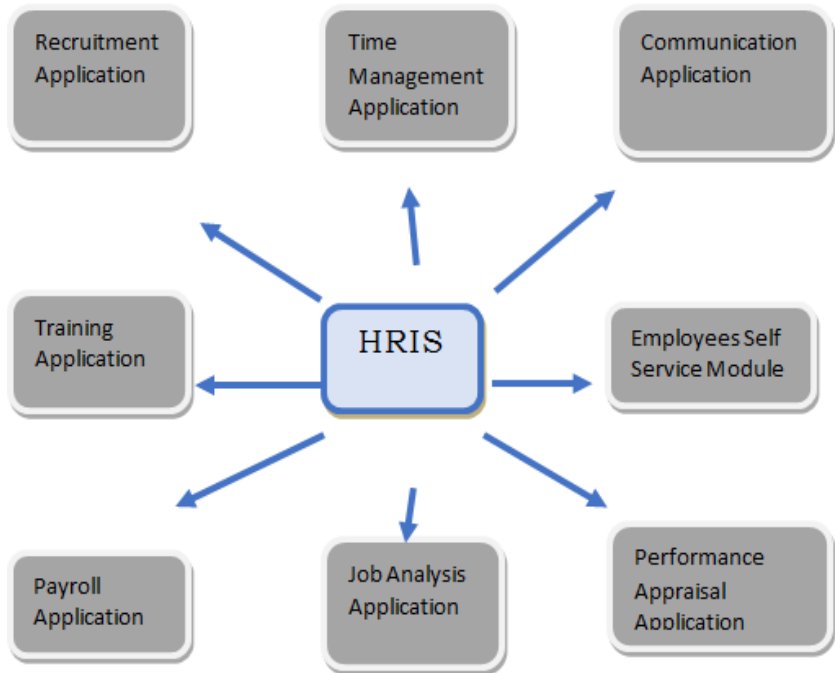 Recruitment
Application
Time
Management
Application
Communication
Application
Training
Application
HRIS
Employees Self
Service Module
Payroll
Application
Job Analysis
Application
Performance
Appraisal
Application